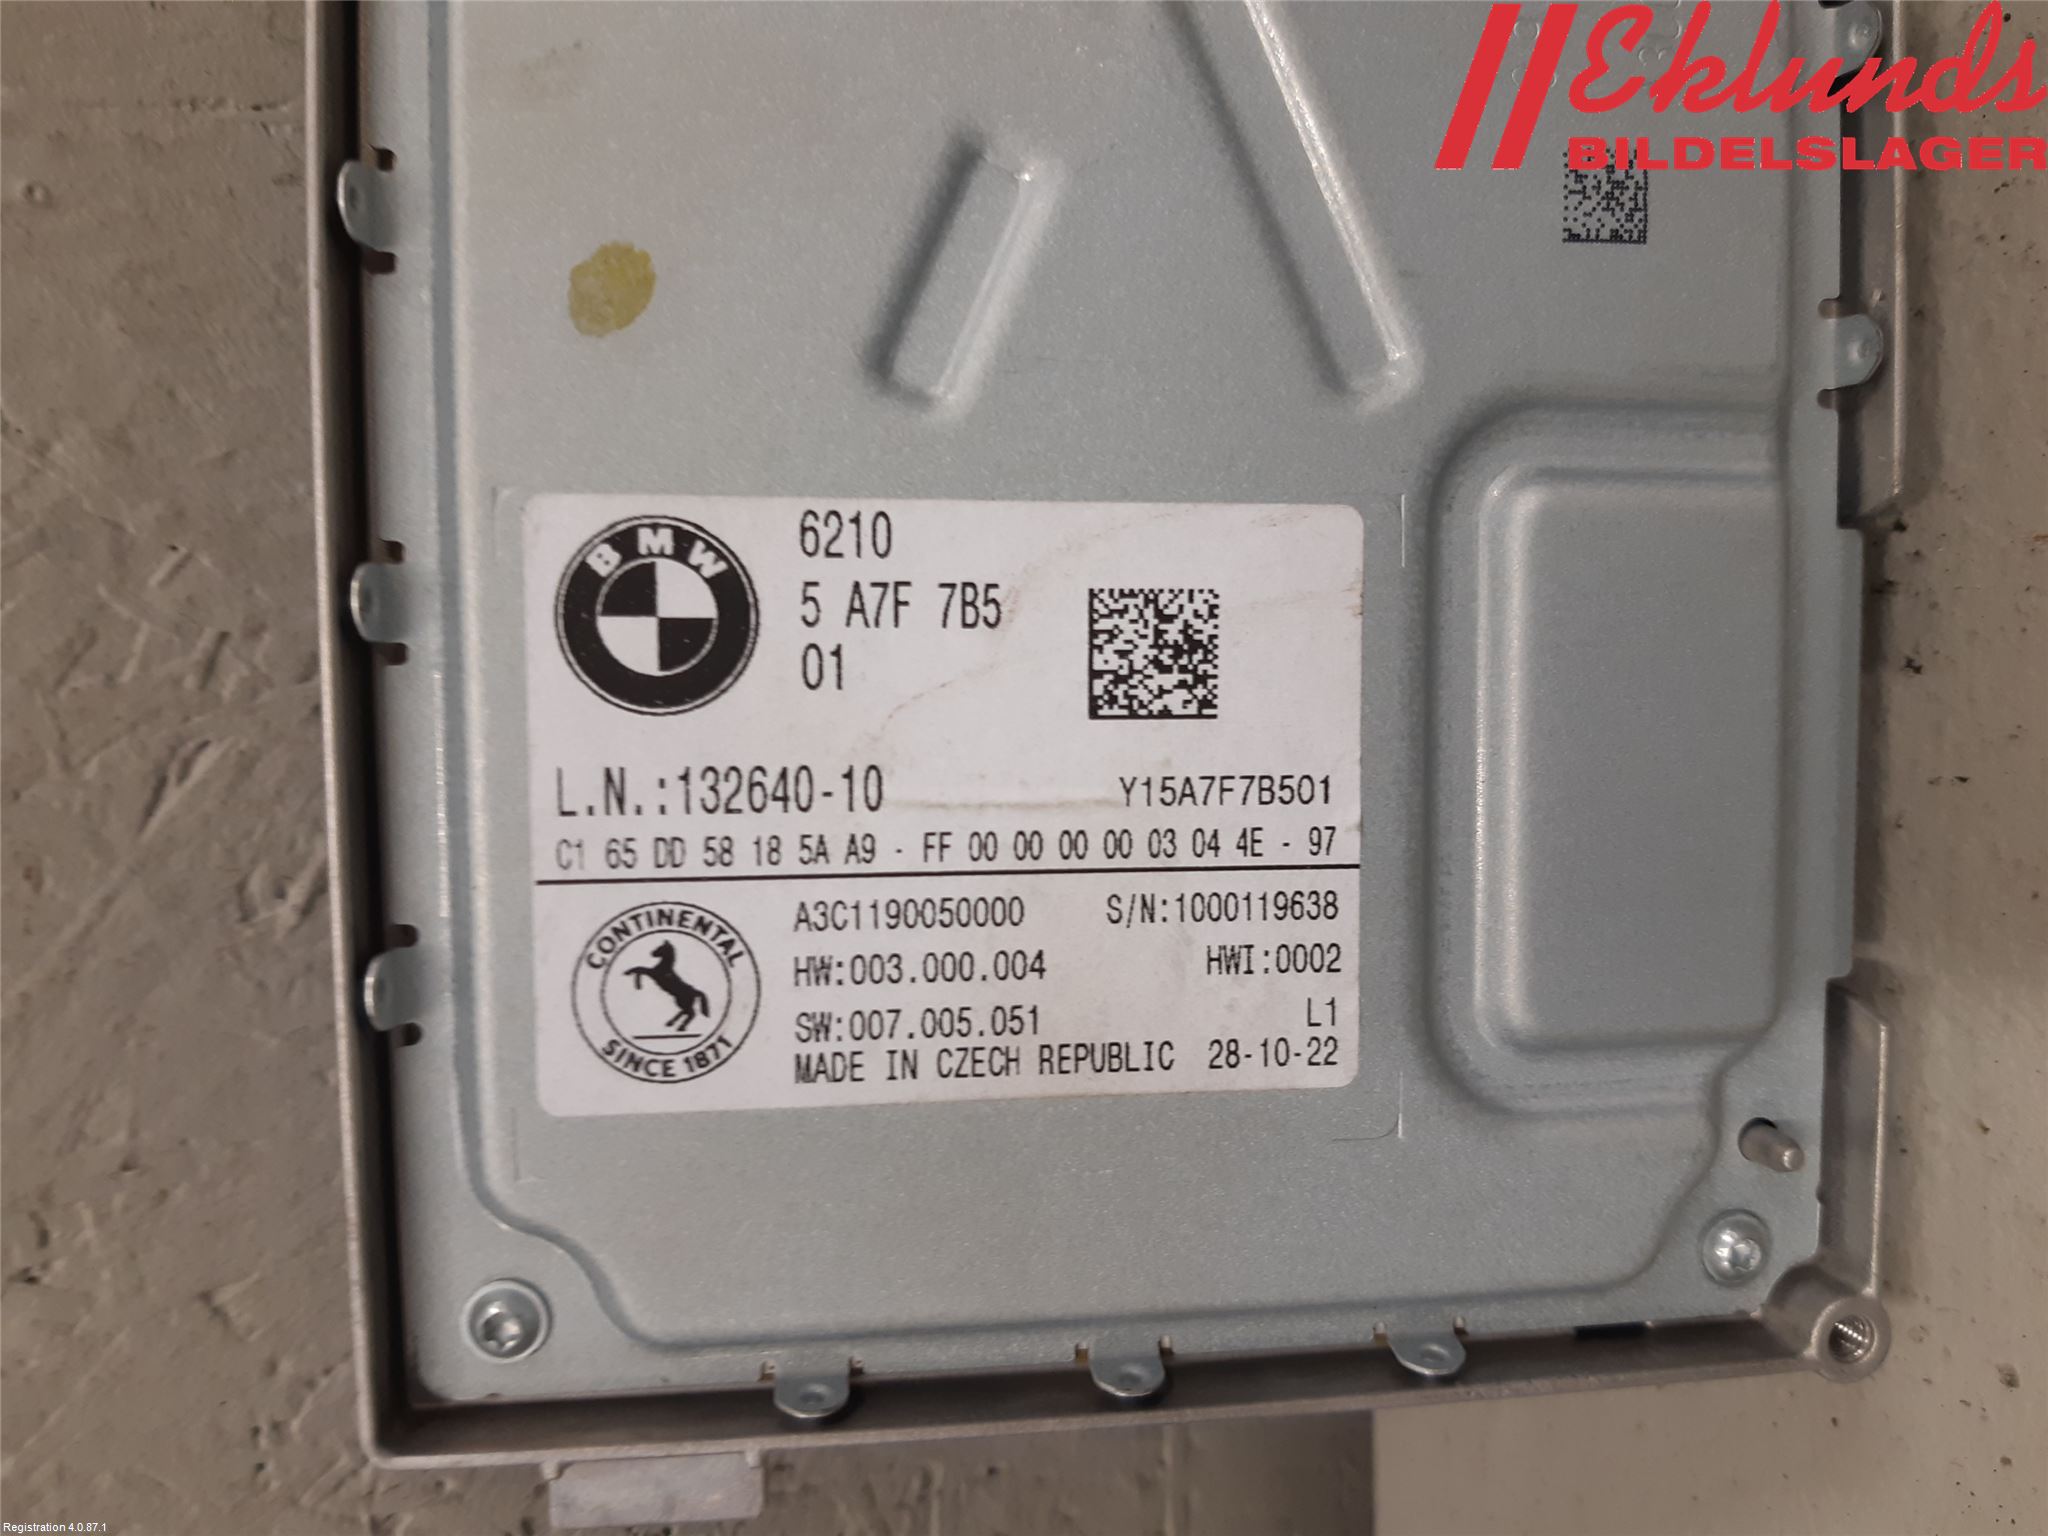 Eklunds
BILDELSLAGER
BMW
6210
5 A7F 7B5
01
L.N.:132640-10
Y15A7F7B501
C1 65 DD 58 18 5A A9 - FF 00 00 00 00 03 04 4E - 97
CONTINENTAL
SINCE 1871
A3C1190050000 S/N:1000119638
HW:003.000.004 HWI:0002
SW:007.005.051 L1
MADE IN CZECH REPUBLIC 28-10-22
Registration 4.0.87.1